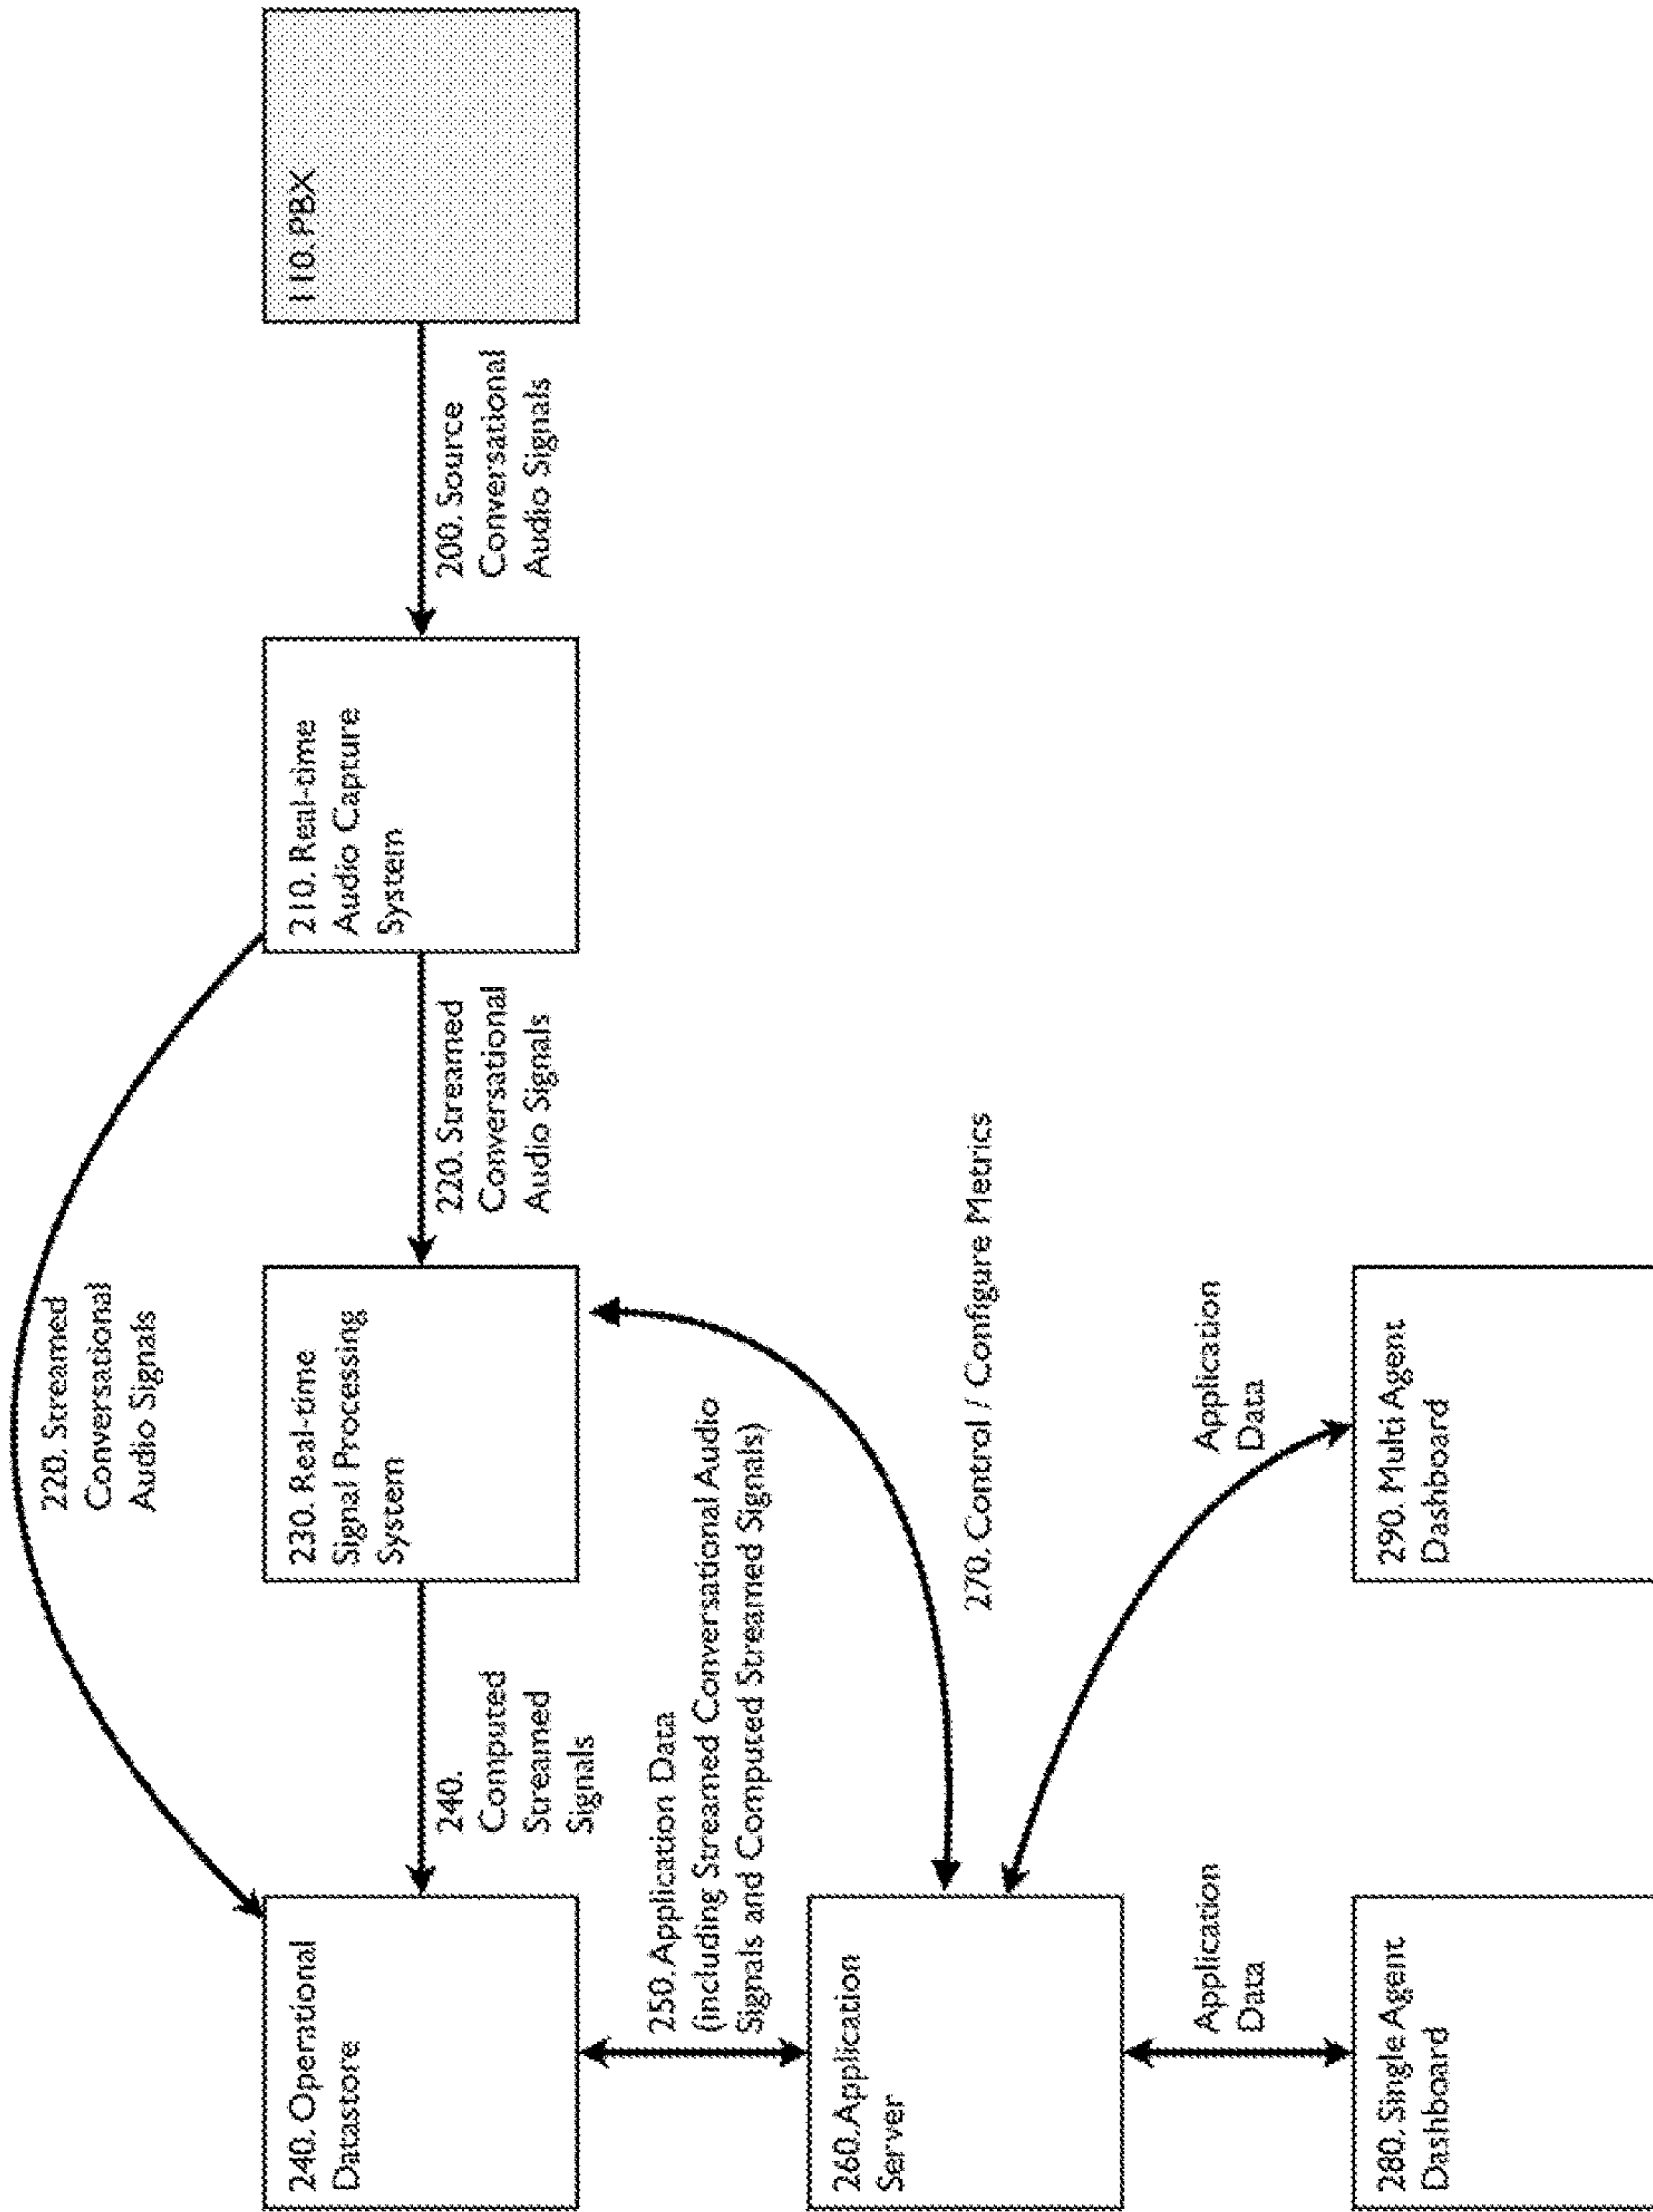 240. Operational
Datastore
220. Streamed
Conversational
Audio Signals
240.
Computed
Streamed
Signals
230. Real-time
Signal Processing
System
220. Streamed
Conversational
Audio Signals
210. Real-time
Audio Capture
System
200. Source
Conversational
Audio Signals
110. PBX
250. Application Data
(including Streamed Conversational Audio
Signals and Computed Streamed Signals)
260. Application
Server
270. Control / Configure Metrics
Application
Data
Application
Data
280. Single Agent
Dashboard
290. Multi Agent
Dashboard